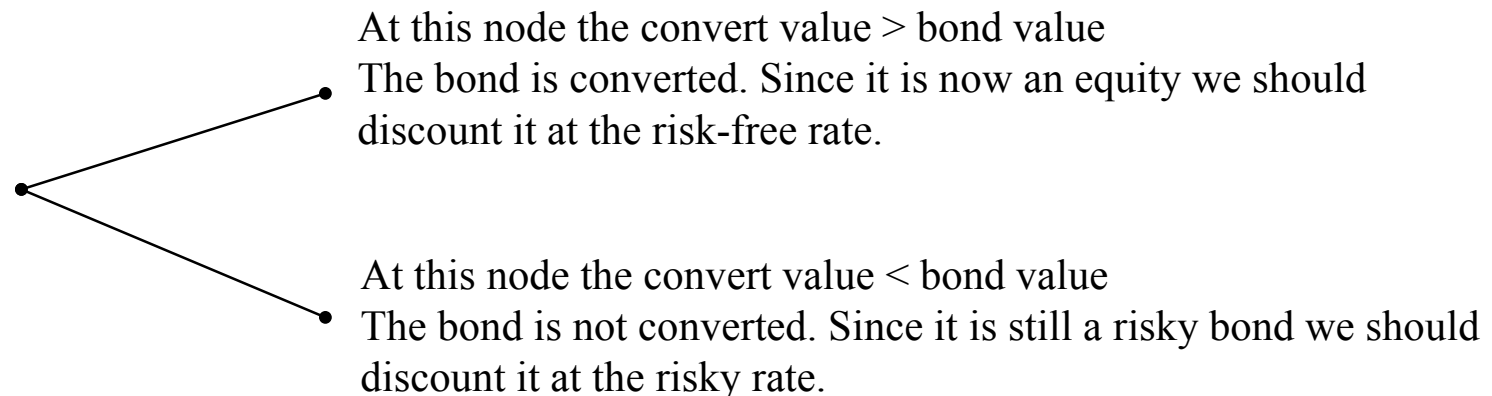 At this node the convert value > bond value
The bond is converted. Since it is now an equity we should
discount it at the risk-free rate.
At this node the convert value < bond value
The bond is not converted. Since it is still a risky bond we should
discount it at the risky rate.